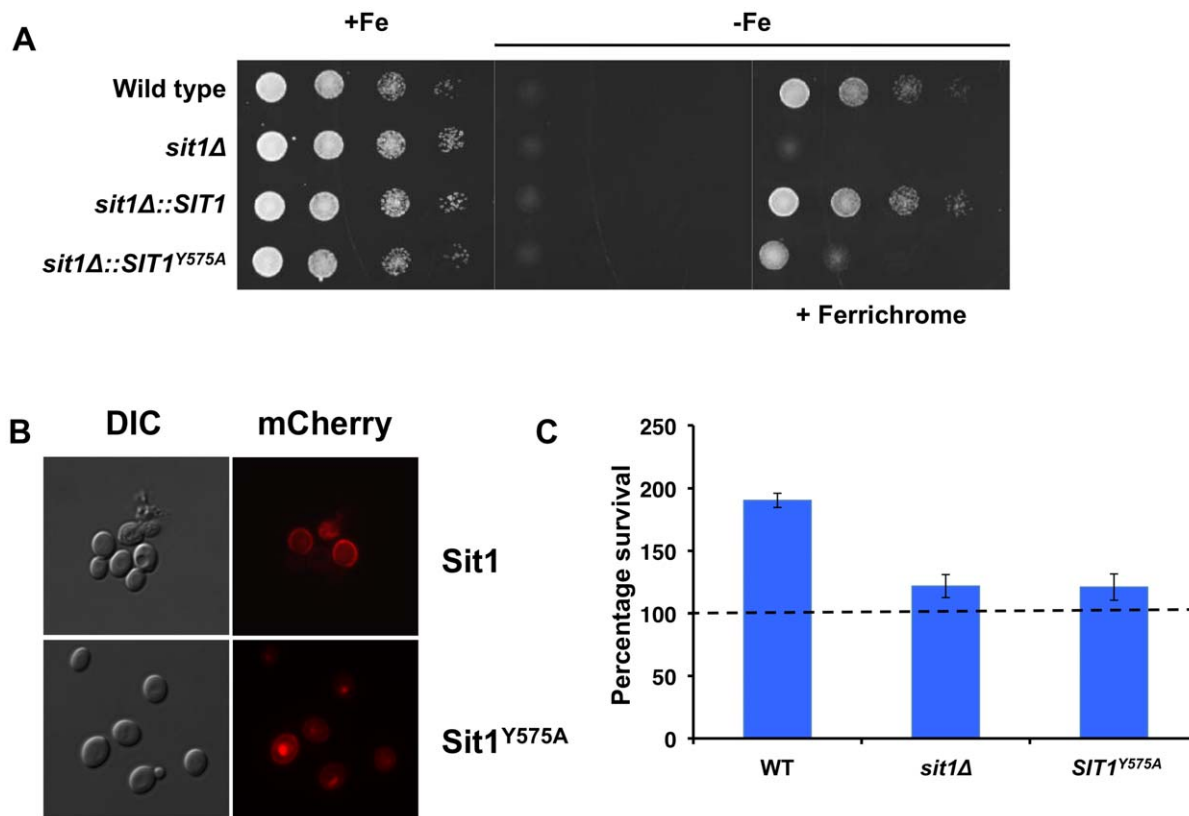 A
+Fe
-Fe
Wild type
sit1Δ
sit1Δ::SIT1
sit1Δ::SIT1Y575A
+ Ferrichrome
B
DIC
mCherry
Sit1
Sit1Y575A
C
Percentage survival
250
200
150
100
50
0
WT
sit1Δ
SIT1Y575A